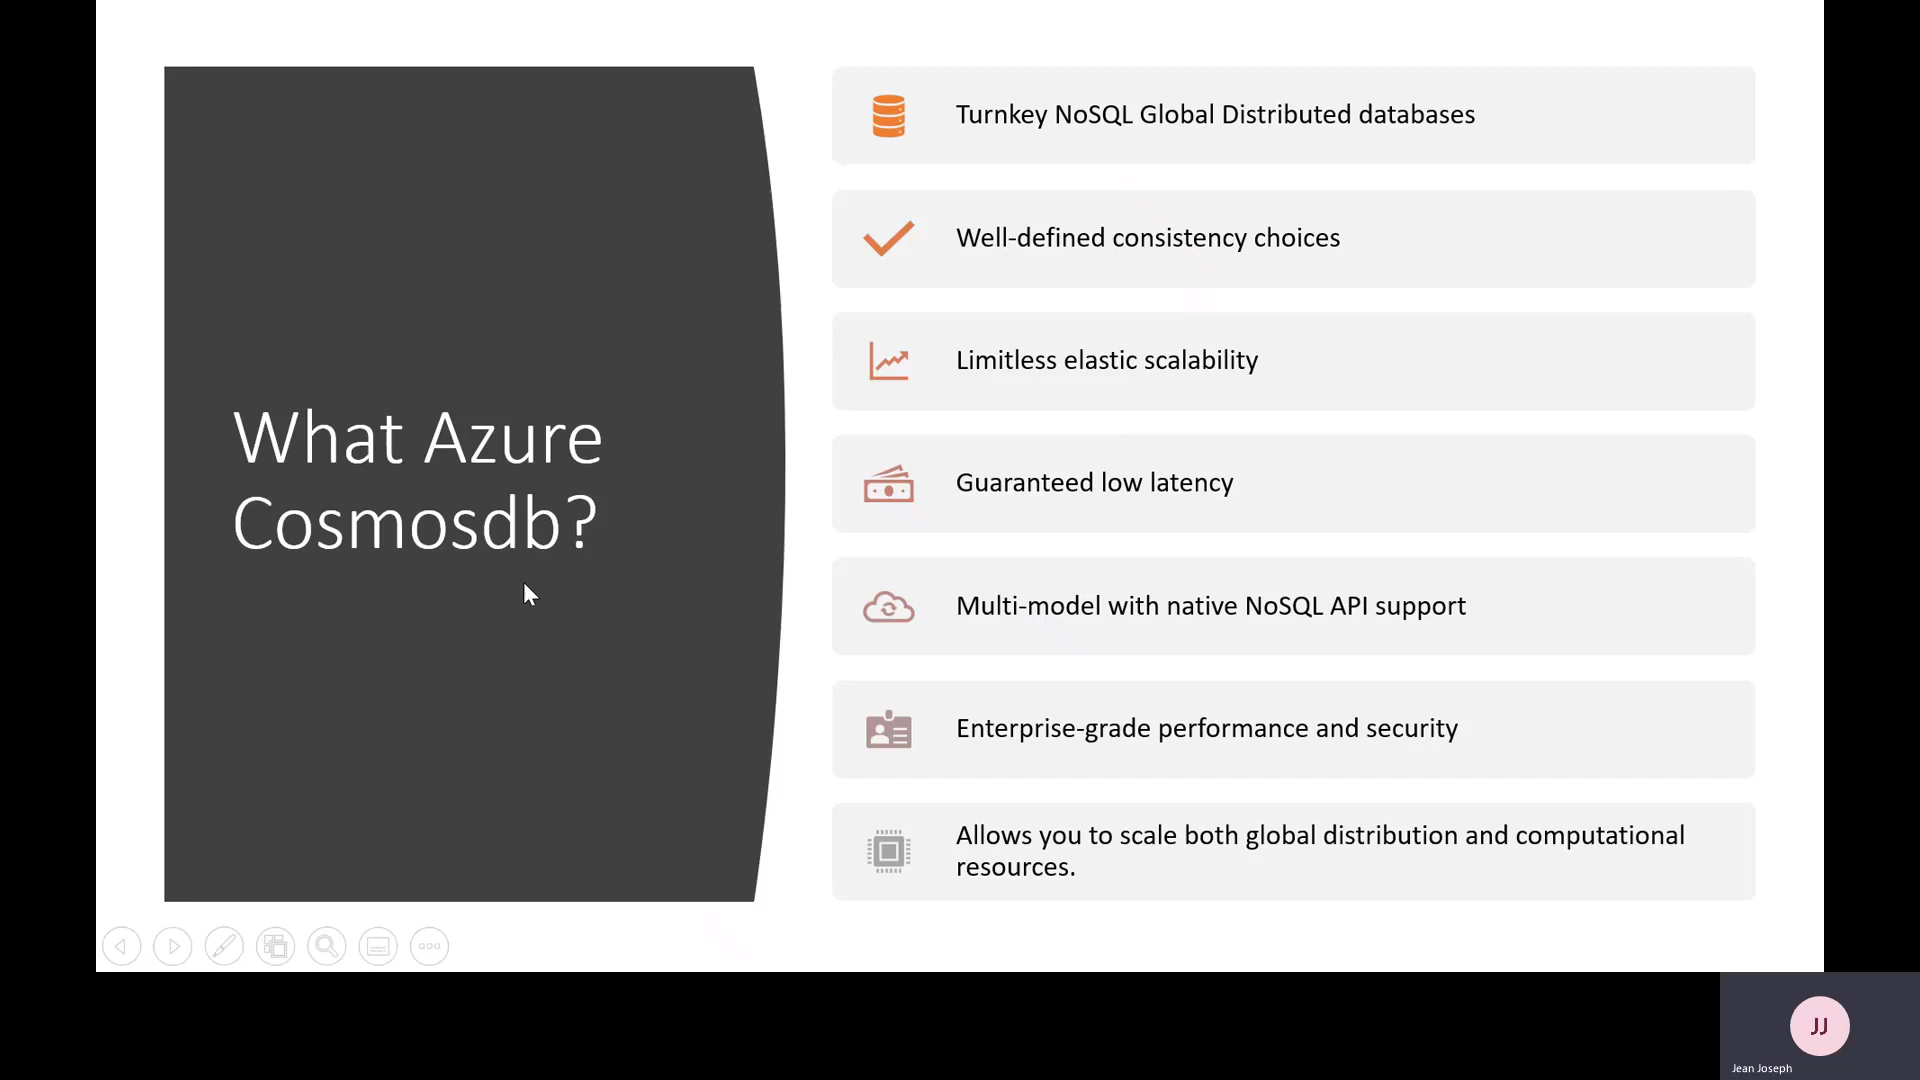 What Azure
Cosmosdb?
Turnkey NoSQL Global Distributed databases
Well-defined consistency choices
Limitless elastic scalability
Guaranteed low latency
Multi-model with native NoSQL API support
Enterprise-grade performance and security
Allows you to scale both global distribution and computational
resources.
JJ
Jean Joseph